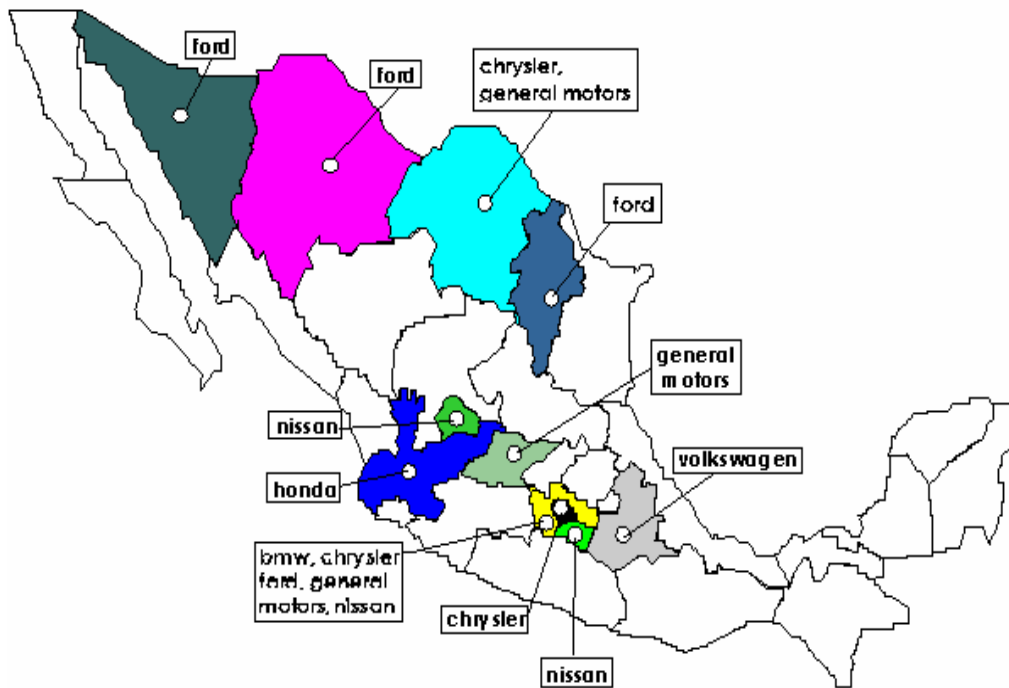 ford
ford
chrysler,
general motors
ford
general
motors
nissan
volkswagen
honda
bmw, chrysler
ford, general
motors, nissan
chrysler
nissan